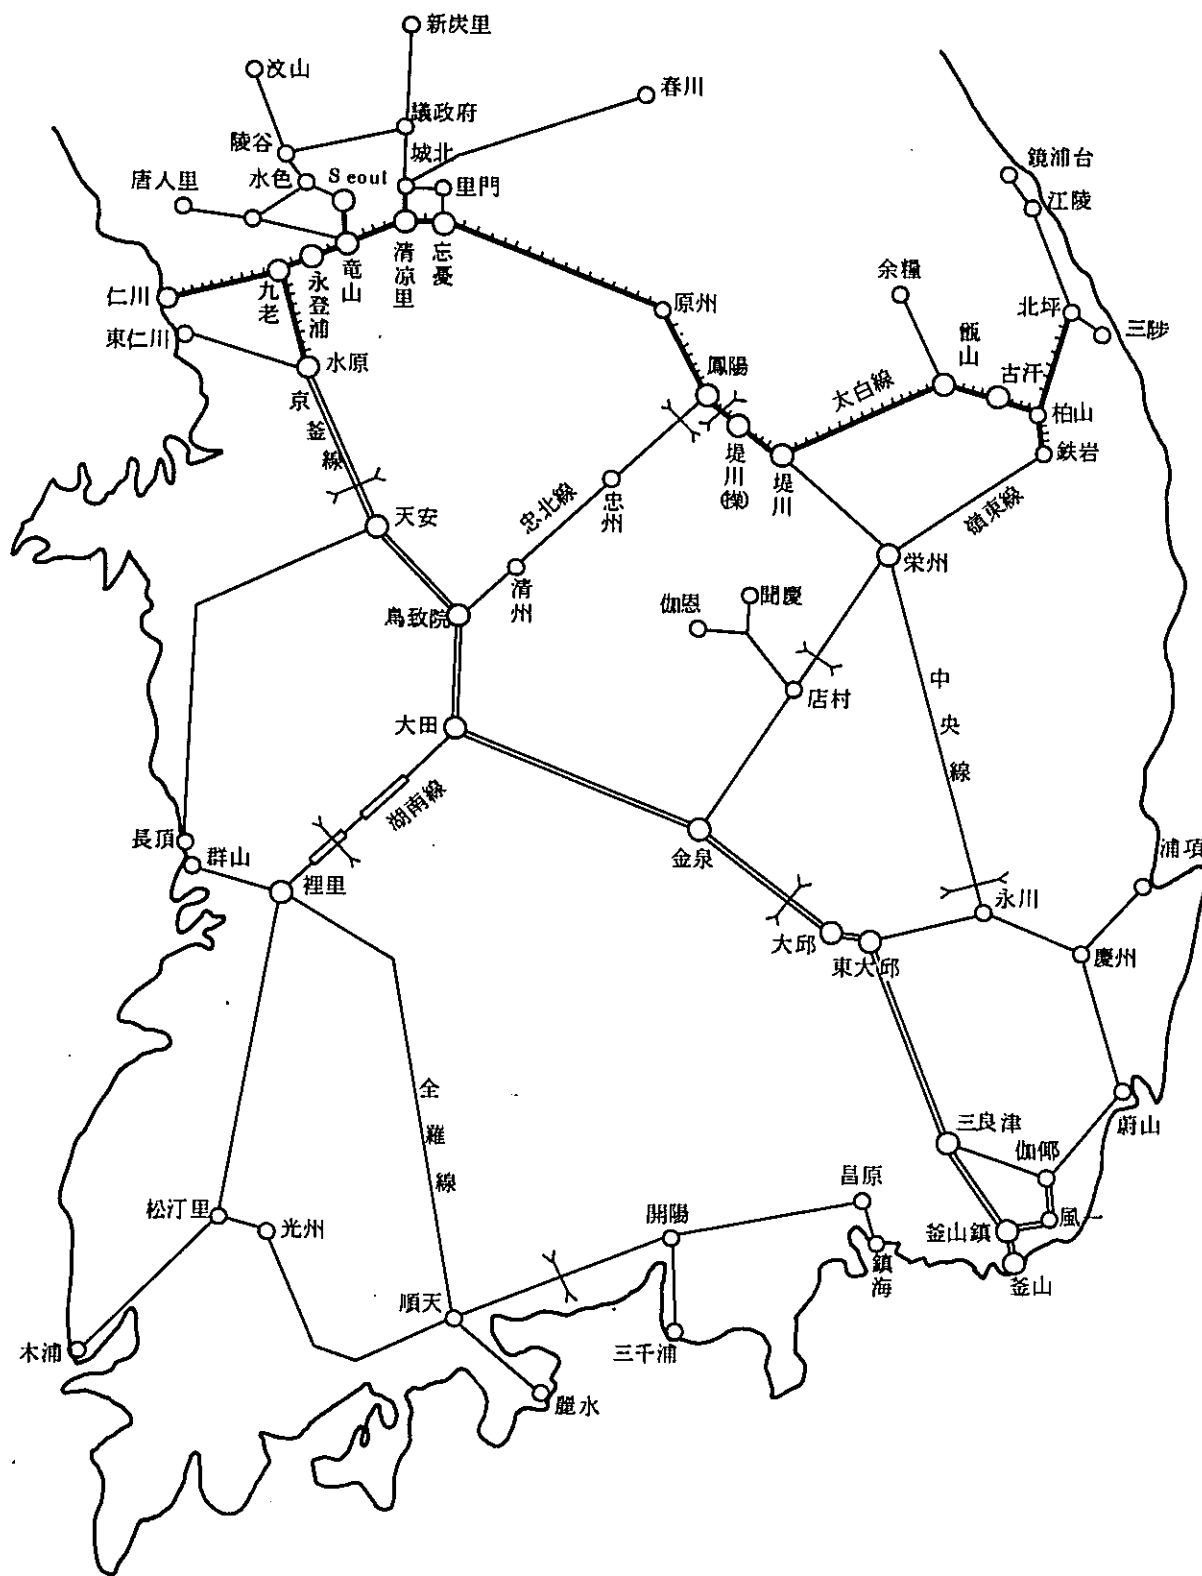 新炭里
汶山
春川
議政府
陵谷
城北
鏡浦台
水色
Seout
里門
唐人里
江陵
余糧
清凉里
忘憂
竜山
永登浦
九老
仁川
原州
北坪
三陟
東仁川
甑山
水原
鳳陽
古汗
太白線
柏山
京釜線
堤川(操)
堤川
鉄岩
忠州
忠北線
嶺東線
天安
栄州
清州
聞慶
伽恩
鳥致院
店村
中央線
大田
湖南線
長頂
金泉
浦項
群山
裡里
永川
大邱
東大邱
慶州
全羅線
三良津
伽倻
蔚山
昌原
松汀里
光州
開陽
釜山鎮
風一
鎮海
釜山
順天
木浦
三千浦
麗水